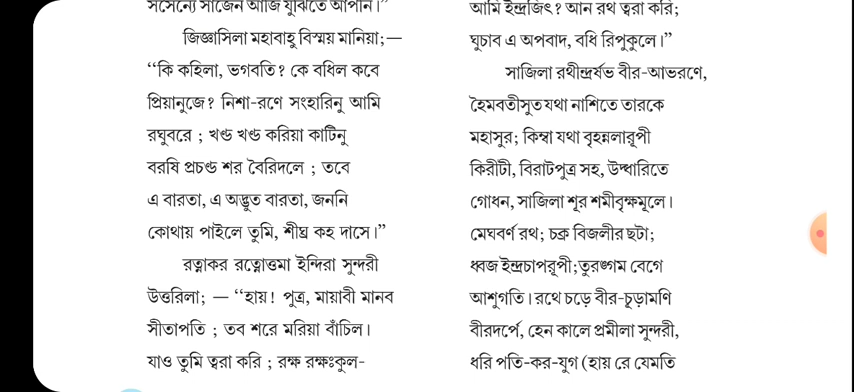 সসৈন্যে সাজেন আজি যুঝিতে আপনি।”
জিজ্ঞাসিলা মহাবাহু বিস্ময় মানিয়া;—
“কি কহিলা, ভগবতি? কে বধিল কবে
প্রিয়ানুজে? নিশা-রণে সংহারিনু আমি
রঘুবরে ; খণ্ড খণ্ড করিয়া কাটিনু
বরষি প্রচণ্ড শর বৈরিদলে ; তবে
এ বারতা, এ অদ্ভুত বারতা, জননি
কোথায় পাইলে তুমি, শীঘ্র কহ দাসে।”
রত্নাকর রত্নোত্তমা ইন্দিরা সুন্দরী
উত্তরিলা; — “হায়! পুত্র, মায়াবী মানব
সীতাপতি ; তব শরে মরিয়া বাঁচিল।
যাও তুমি ত্বরা করি ; রক্ষ রক্ষঃকুল-
আমি ইন্দ্রজিৎ? আন রথ ত্বরা করি;
ঘুচাব এ অপবাদ, বধি রিপুকুলে।”
সাজিলা রথীন্দ্রর্ষভ বীর-আভরণে,
হৈমবতীসুত যথা নাশিতে তারকে
মহাসুর; কিম্বা যথা বৃহন্নলারূপী
কিরীটী, বিরাটপুত্র সহ, উদ্ধারিতে
গোধন, সাজিলা শূর শমীবৃক্ষমূলে।
মেঘবর্ণ রথ; চক্র বিজলীর ছটা;
ধ্বজ ইন্দ্রচাপরূপী;তুরঙ্গম বেগে
আশুগতি। রথে চড়ে বীর-চূড়ামণি
বীরদর্পে, হেন কালে প্রমীলা সুন্দরী,
ধরি পতি-কর-যুগ (হায় রে যেমতি